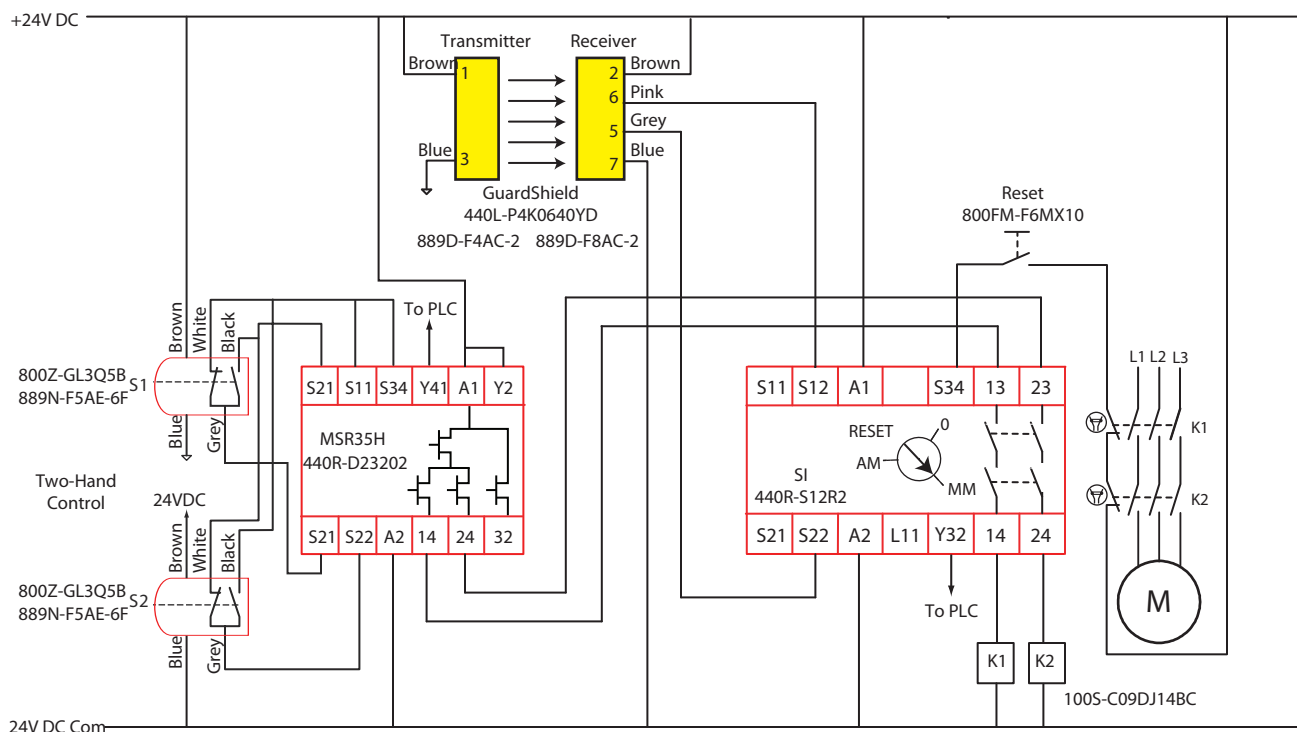 +24V DC
Transmitter Receiver
Brown 1 2 Brown
6 Pink
5 Grey
Blue 3 7 Blue
GuardShield
440L-P4K0640YD
889D-F4AC-2 889D-F8AC-2
Reset
800FM-F6MX10
Brown
White
Black
To PLC
800Z-GL3Q5B
889N-F5AE-6F
S1
Blue
Grey
S21 S11 S34 Y41 A1 Y2
MSR35H
440R-D23202
S21 S22 A2 14 24 32
S11 S12 A1 S34 13 23
RESET
0
AM
MM
SI
440R-S12R2
S21 S22 A2 L11 Y32 14 24
L1 L2 L3
K1
K2
M
Two-Hand
Control
24VDC
Brown
White
Black
800Z-GL3Q5B
889N-F5AE-6F
S2
Blue
Grey
To PLC
K1 K2
100S-C09DJ14BC
24V DC Com